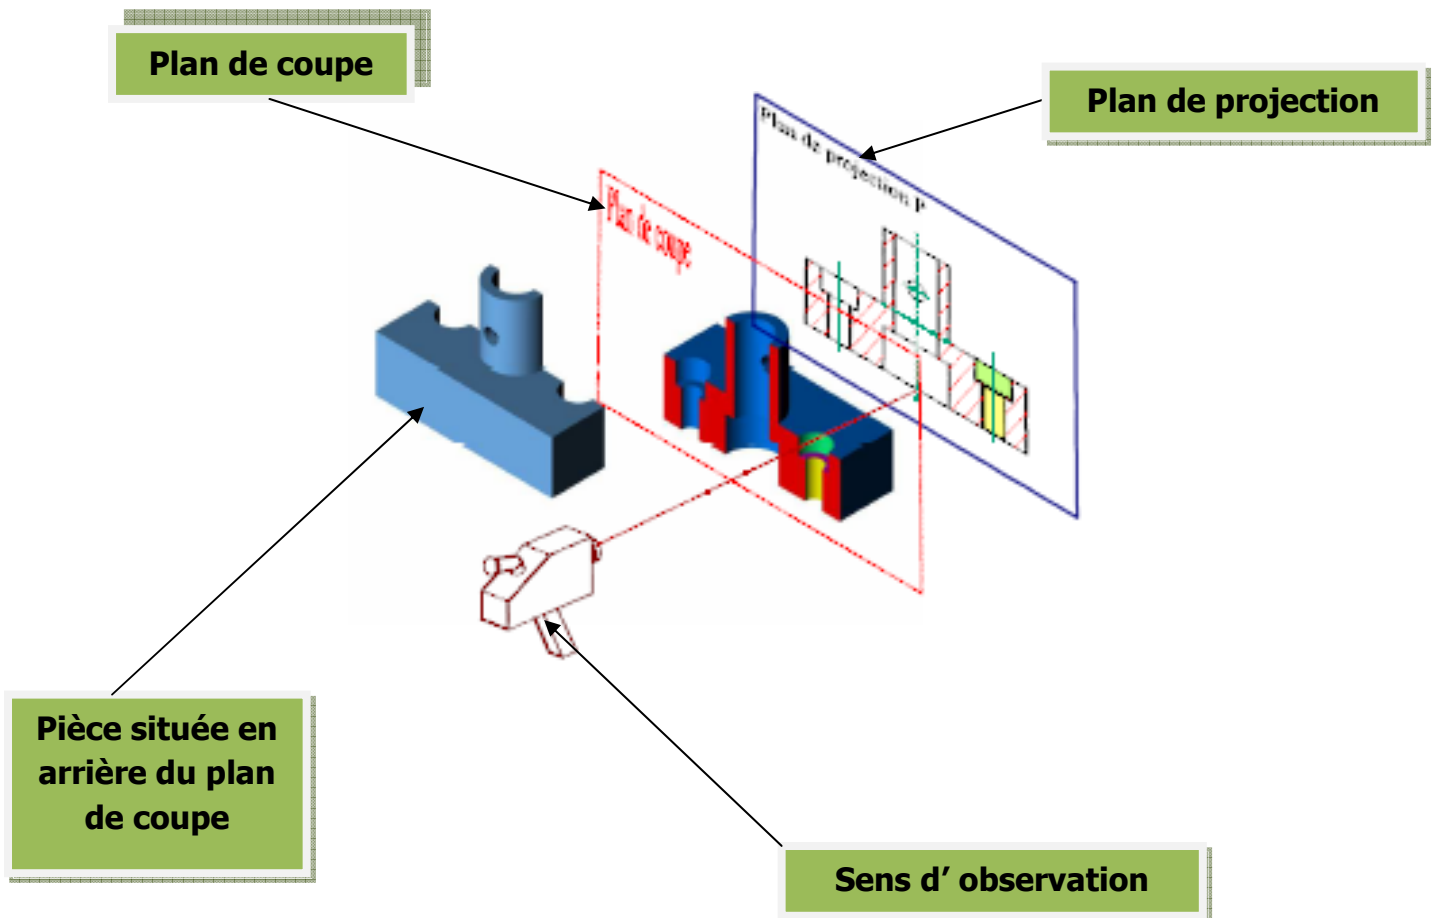 Plan de coupe
Plan de projection
Plan de projection P
Plan de coupe
Pièce située en
arrière du plan
de coupe
Sens d’ observation